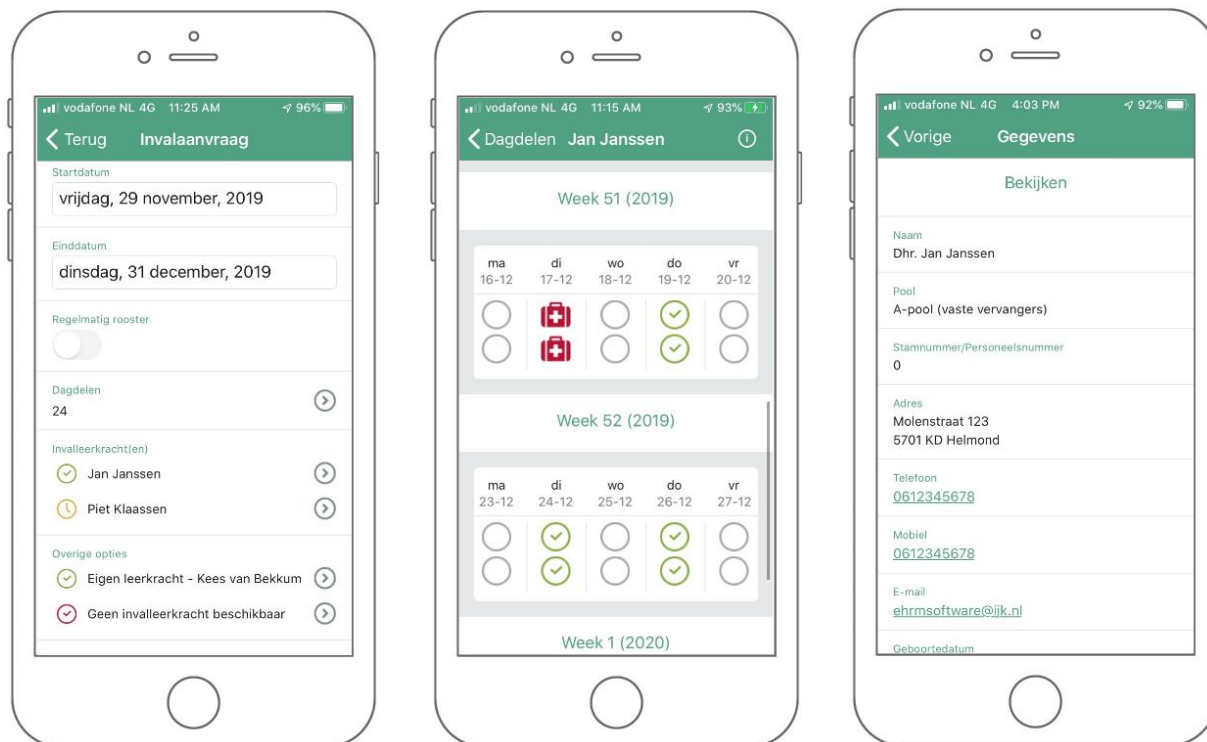 vodafone NL 4G 11:25 AM 96%
Terug Invalaanvraag
Startdatum
vrijdag, 29 november, 2019
Einddatum
dinsdag, 31 december, 2019
Regelmatig rooster
Dagdelen
24
Invalleerkracht(en)
Jan Janssen
Piet Klaassen
Overige opties
Eigen leerkracht - Kees van Bekkum
Geen invalleerkracht beschikbaar
vodafone NL 4G 11:15 AM 93%
Dagdelen Jan Janssen
Week 51 (2019)
ma di wo do vr
16-12 17-12 18-12 19-12 20-12
Week 52 (2019)
ma di wo do vr
23-12 24-12 25-12 26-12 27-12
Week 1 (2020)
vodafone NL 4G 4:03 PM 92%
Vorige Gegevens
Bekijken
Naam
Dhr. Jan Janssen
Pool
A-pool (vaste vervangers)
Stamnummer/Personeelsnummer
0
Adres
Molenstraat 123
5701 KD Helmond
Telefoon
0612345678
Mobiel
0612345678
E-mail
ehrmsoftware@ijk.nl
Geboortedatum